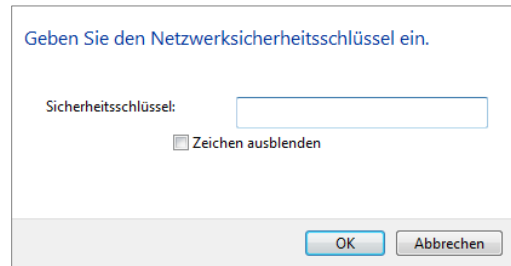 Geben Sie den Netzwerksicherheitsschlüssel ein.
Sicherheitsschlüssel:
Zeichen ausblenden
OK Abbrechen